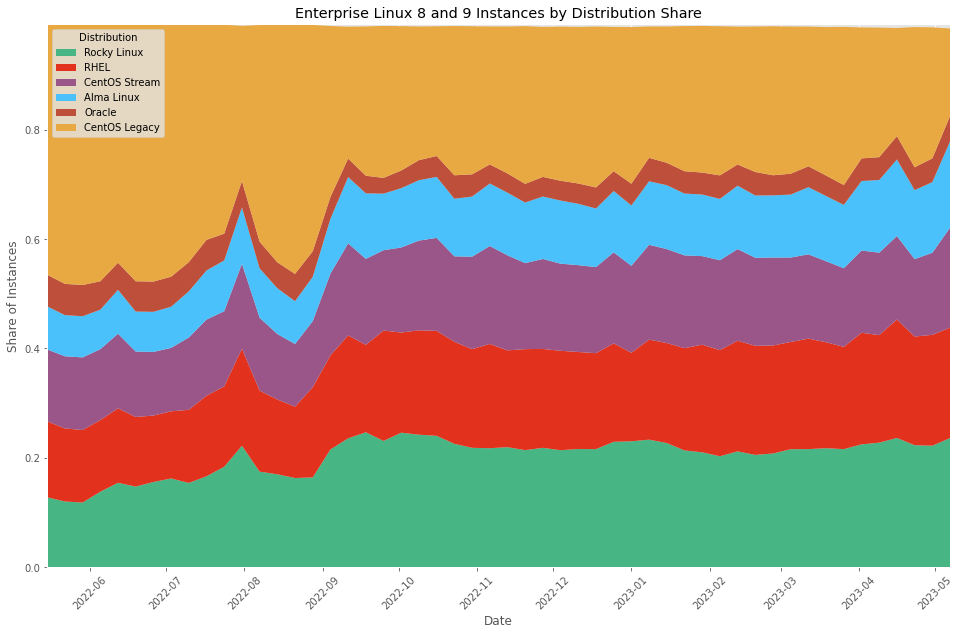 Enterprise Linux 8 and 9 Instances by Distribution Share
Distribution
Rocky Linux
RHEL
CentOS Stream
Alma Linux
Oracle
CentOS Legacy
Share of Instances
0.8
0.6
0.4
0.2
0.0
2022-06
2022-07
2022-08
2022-09
2022-10
2022-11
2022-12
2023-01
2023-02
2023-03
2023-04
2023-05
Date